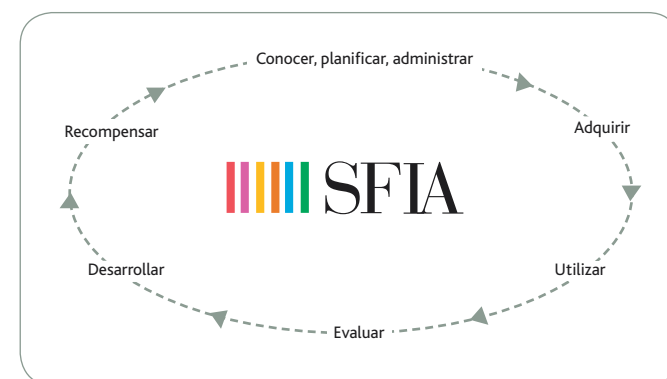 Conocer, planificar, administrar
Recompensar
Adquirir
SFIA
Desarrollar
Utilizar
Evaluar